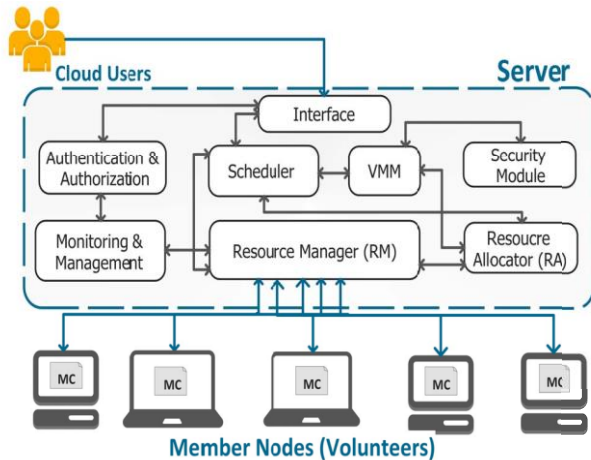 Cloud Users
Server
Interface
Authentication &
Authorization
Scheduler
VMM
Security
Module
Monitoring &
Management
Resource Manager (RM)
Resoucre
Allocator (RA)
MC
MC
MC
MC
MC
Member Nodes (Volunteers)